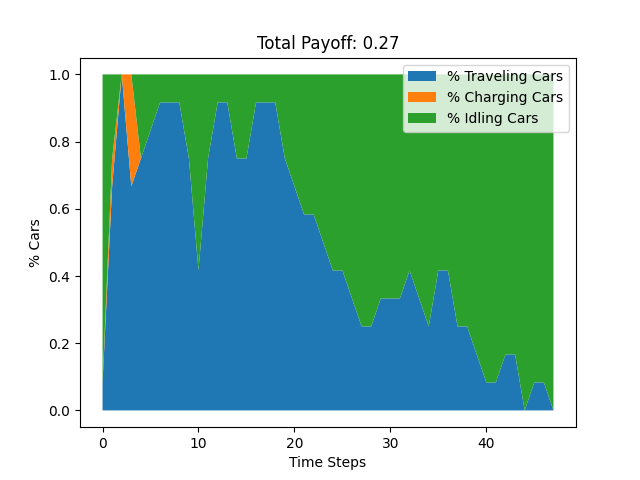 Total Payoff: 0.27
% Traveling Cars
% Charging Cars
% Idling Cars
% Cars
1.0
0.8
0.6
0.4
0.2
0.0
0 10 20 30 40
Time Steps